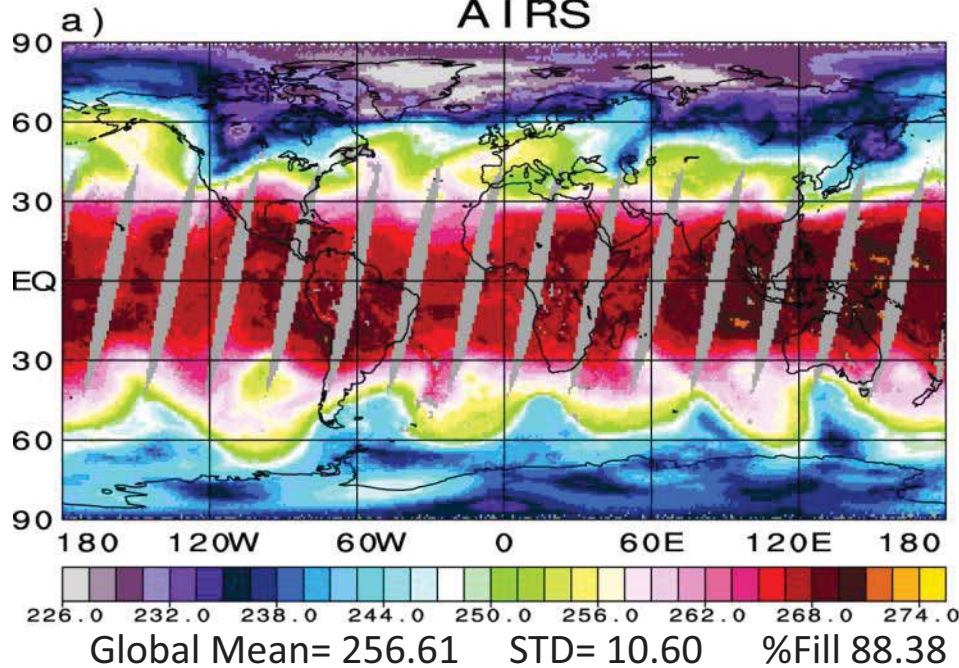 a)
AIRS
90
60
30
EQ
30
60
90
180 120W 60W 0 60E 120E 180
226.0 232.0 238.0 244.0 250.0 256.0 262.0 268.0 274.0
Global Mean= 256.61 STD= 10.60 %Fill 88.38